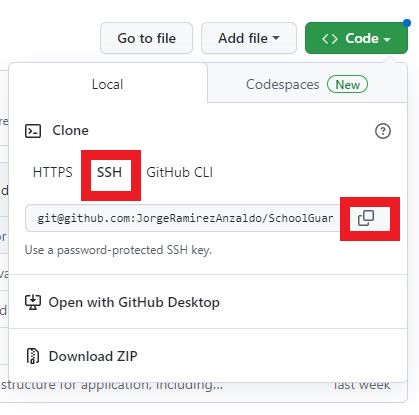 Go to file
Add file
<> Code
Local
Codespaces New
Clone
HTTPS
SSH
GitHub CLI
git@github.com:JorgeRamirezAnzaldo/SchoolGuar
Use a password-protected SSH key.
Open with GitHub Desktop
Download ZIP
structure for application, including...
last week